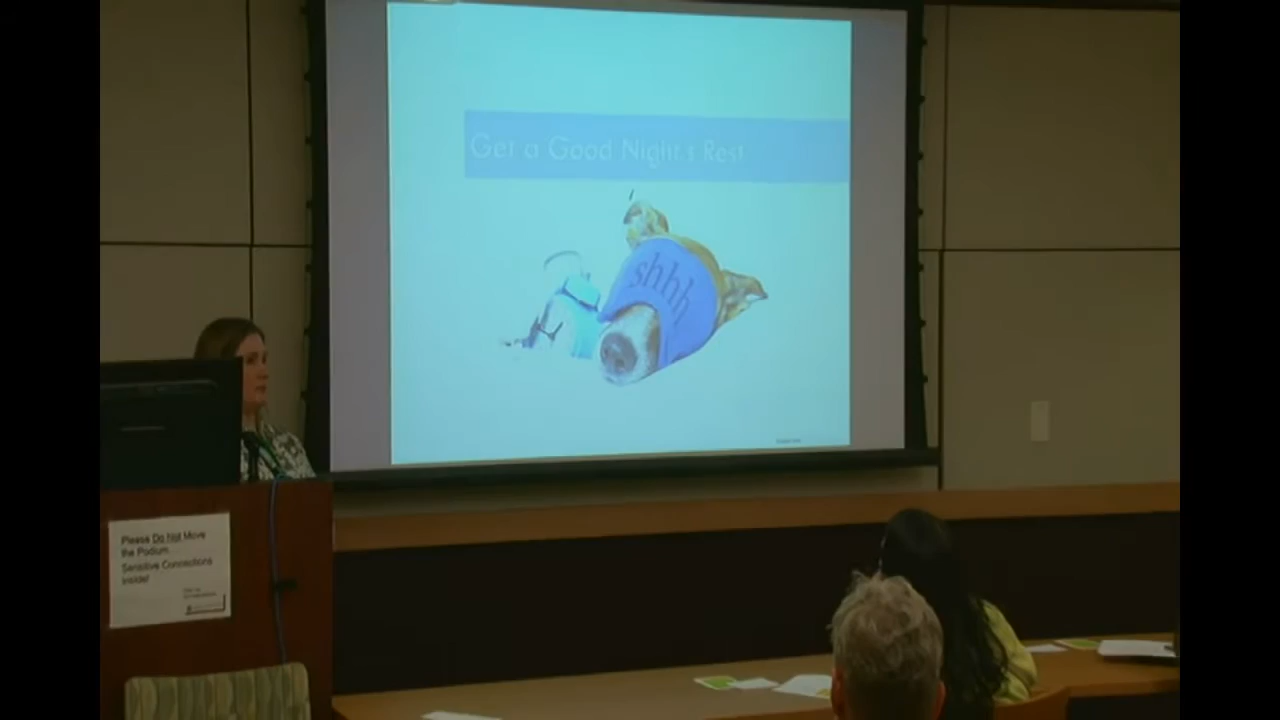 Get a Good Night's Rest
shhh
Please Do Not Move
the Podium.
Sensitive Connections
Inside!